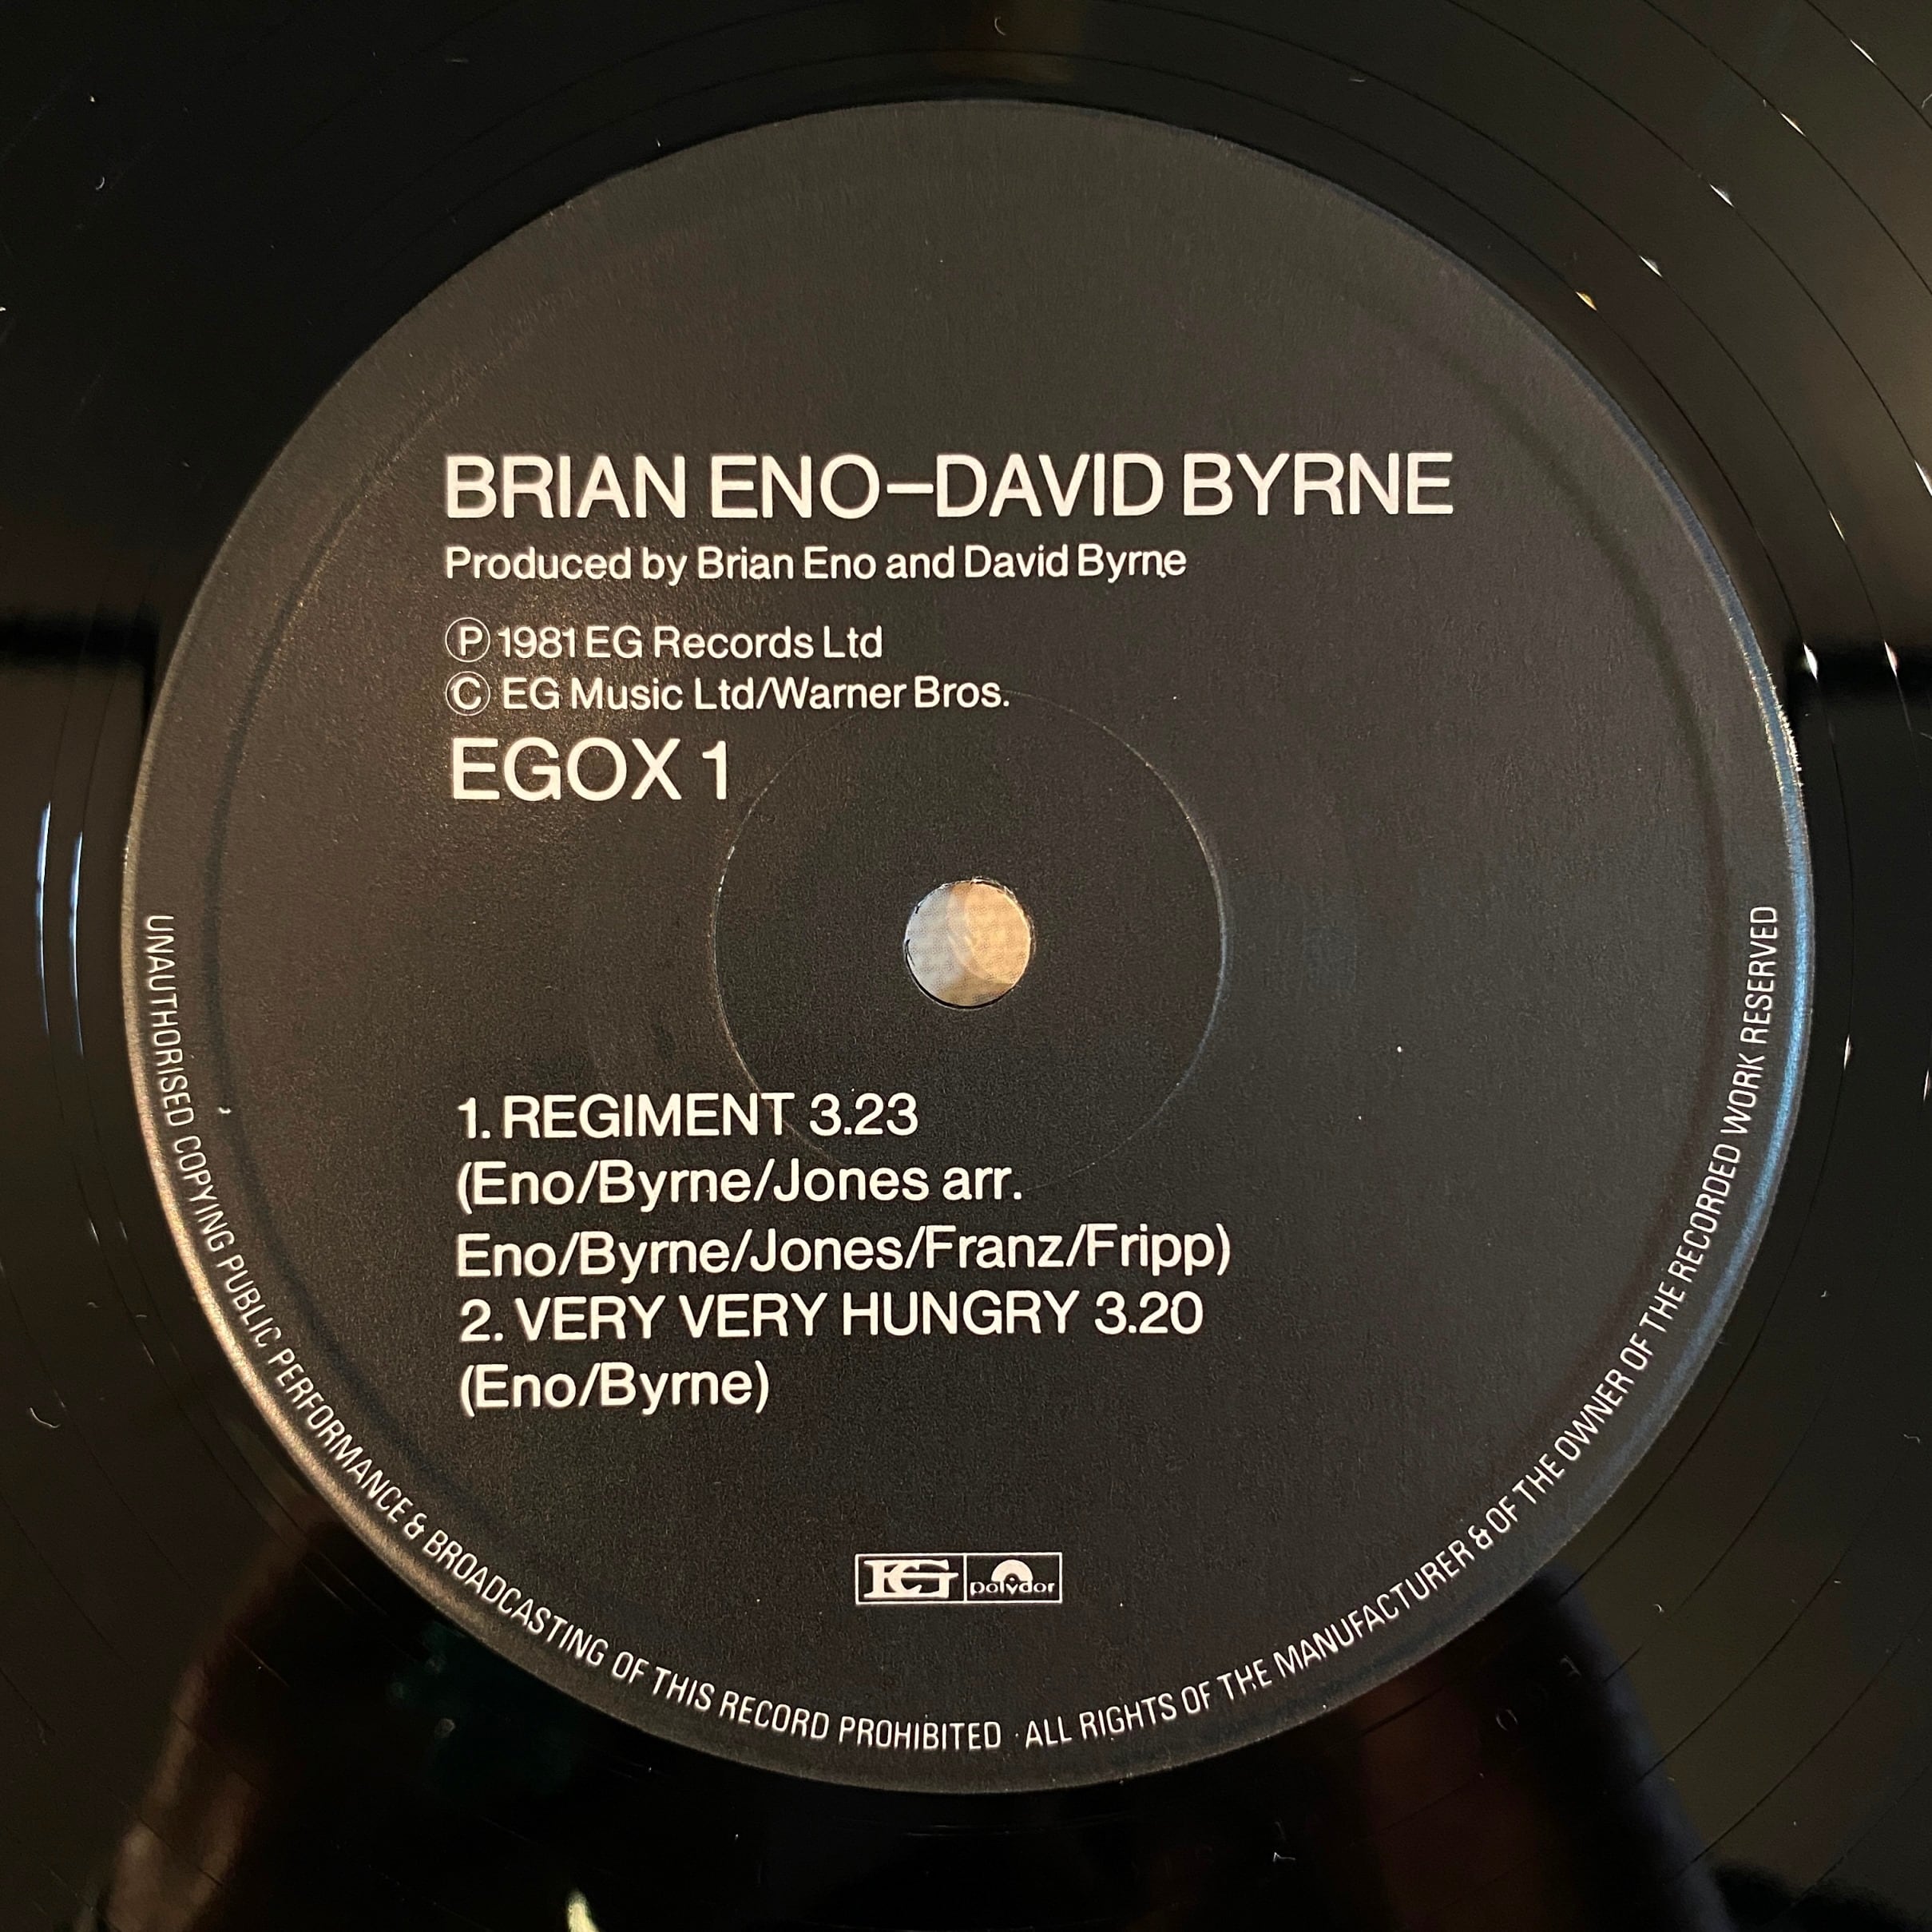 BRIAN ENO–DAVID BYRNE
Produced by Brian Eno and David Byrne
Ⓟ 1981 EG Records Ltd
© EG Music Ltd/Warner Bros.
EGOX 1
1. REGIMENT 3.23
(Eno/Byrne/Jones arr.
Eno/Byrne/Jones/Franz/Fripp)
2. VERY VERY HUNGRY 3.20
(Eno/Byrne)
EG polydor
UNAUTHORISED COPYING PUBLIC PERFORMANCE & BROADCASTING OF THIS RECORD PROHIBITED · ALL RIGHTS OF THE MANUFACTURER & OF THE OWNER OF THE RECORDED WORK RESERVED